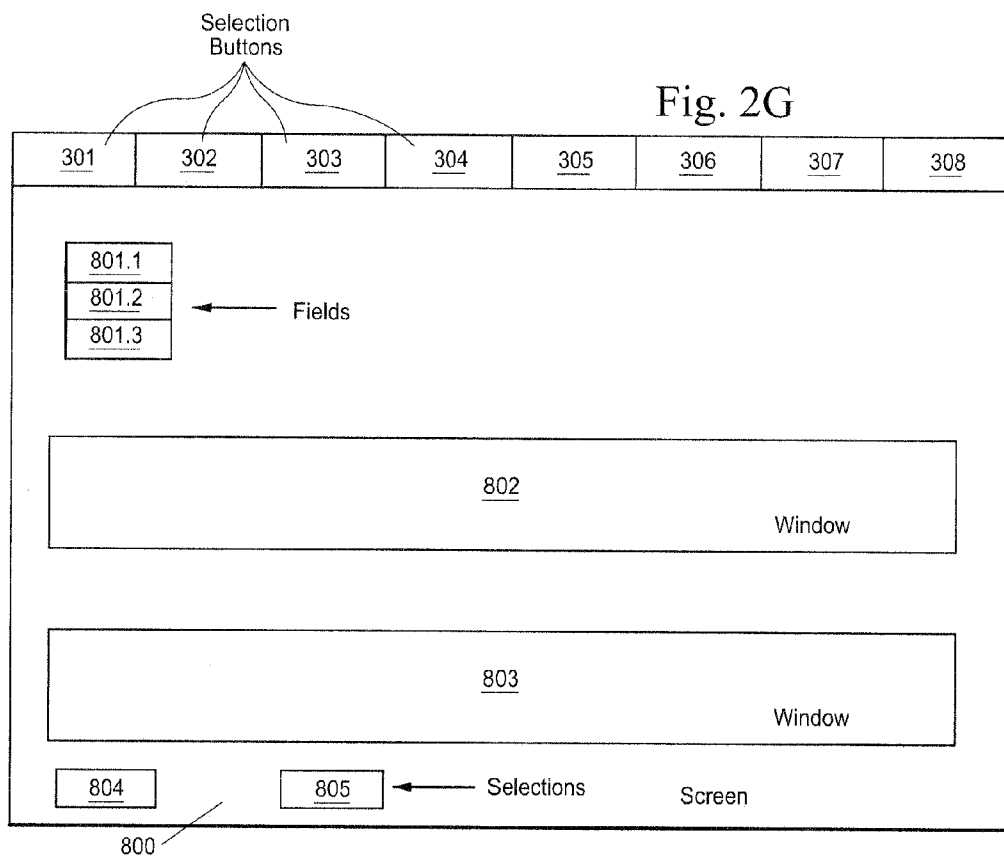 Selection
Buttons
Fig. 2G
301 302 303 304 305 306 307 308
801.1
801.2
801.3
Fields
802
Window
803
Window
804
805
Selections
Screen
800